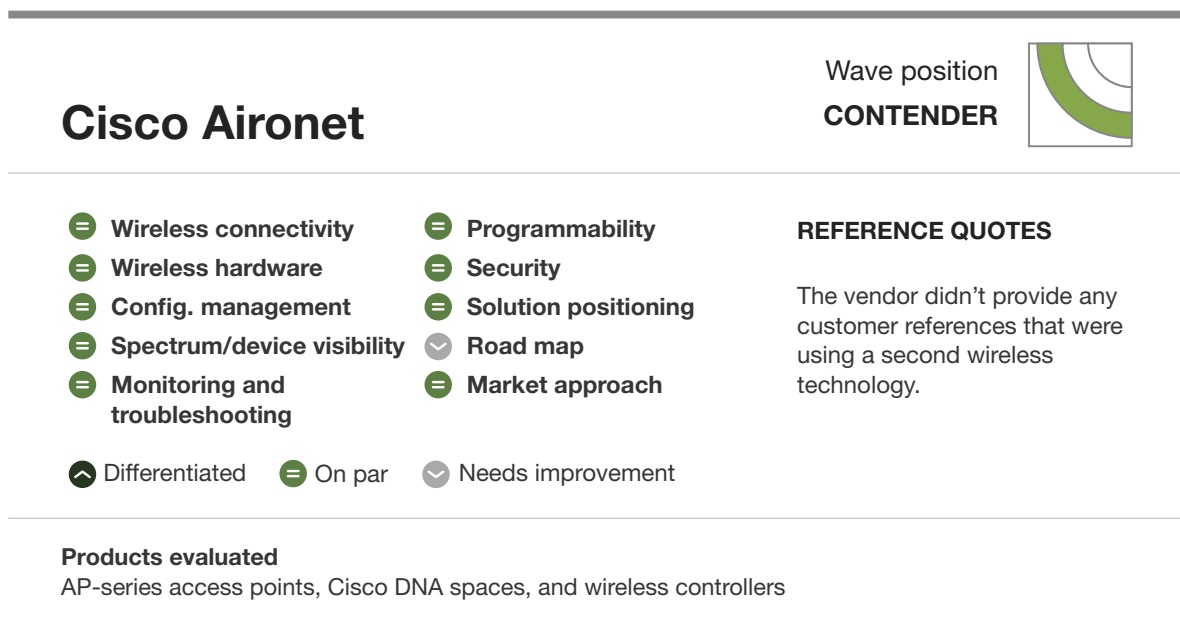 Wave position
CONTENDER
Cisco Aironet
Wireless connectivity
Wireless hardware
Config. management
Spectrum/device visibility
Monitoring and
troubleshooting
Programmability
Security
Solution positioning
Road map
Market approach
REFERENCE QUOTES
The vendor didn’t provide any
customer references that were
using a second wireless
technology.
Differentiated
On par
Needs improvement
Products evaluated
AP-series access points, Cisco DNA spaces, and wireless controllers